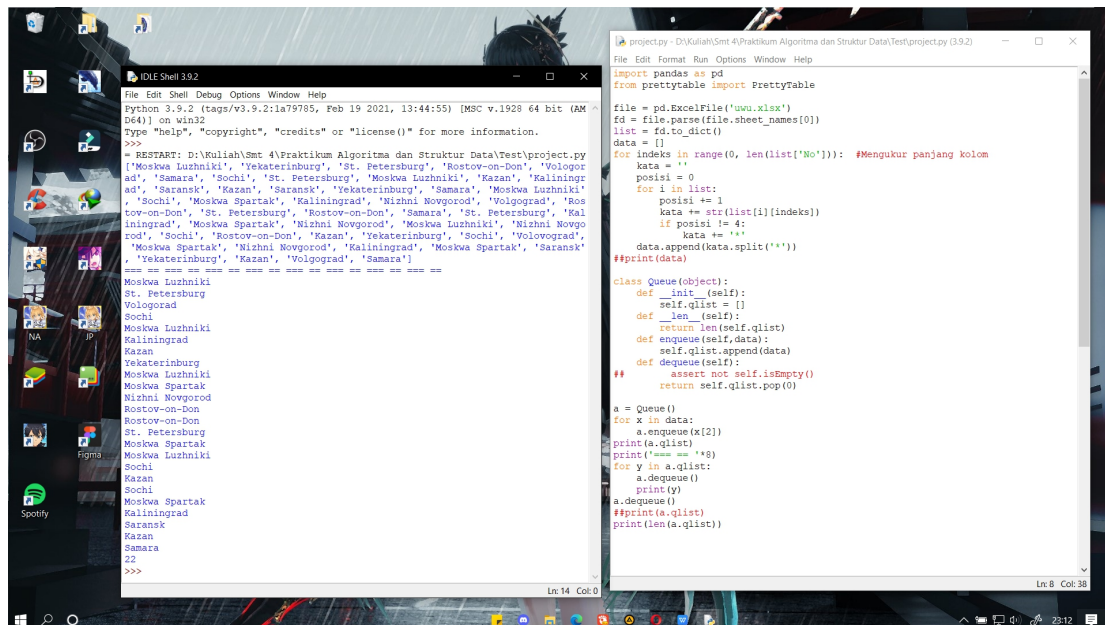 NA
JP
Figma
Spotify
IDLE Shell 3.9.2
File Edit Shell Debug Options Window Help
Python 3.9.2 (tags/v3.9.2:1a79785, Feb 19 2021, 13:44:55) [MSC v.1928 64 bit (AM
D64)] on win32
Type "help", "copyright", "credits" or "license()" for more information.
>>>
= RESTART: D:\Kuliah\Smt 4\Praktikum Algoritma dan Struktur Data\Test\project.py
['Moskwa Luzhniki', 'Yekaterinburg', 'St. Petersburg', 'Rostov-on-Don', 'Vologor
ad', 'Samara', 'Sochi', 'St. Petersburg', 'Moskwa Luzhniki', 'Kazan', 'Kaliningr
ad', 'Saransk', 'Kazan', 'Saransk', 'Yekaterinburg', 'Samara', 'Moskwa Luzhniki'
, 'Sochi', 'Moskwa Spartak', 'Kaliningrad', 'Nizhni Novgorod', 'Volgograd', 'Ros
tov-on-Don', 'St. Petersburg', 'Rostov-on-Don', 'Samara', 'St. Petersburg', 'Kal
iningrad', 'Moskwa Spartak', 'Nizhni Novgorod', 'Moskwa Luzhniki', 'Nizhni Novgo
rod', 'Sochi', 'Rostov-on-Don', 'Kazan', 'Yekaterinburg', 'Sochi', 'Volovograd',
 'Moskwa Spartak', 'Nizhni Novgorod', 'Kaliningrad', 'Moskwa Spartak', 'Saransk'
, 'Yekaterinburg', 'Kazan', 'Volgograd', 'Samara']
=== == === == === == === == === == === == === == === ==
Moskwa Luzhniki
St. Petersburg
Vologorad
Sochi
Moskwa Luzhniki
Kaliningrad
Kazan
Yekaterinburg
Moskwa Luzhniki
Moskwa Spartak
Nizhni Novgorod
Rostov-on-Don
Rostov-on-Don
St. Petersburg
Moskwa Spartak
Moskwa Luzhniki
Sochi
Kazan
Sochi
Moskwa Spartak
Kaliningrad
Saransk
Kazan
Samara
22
>>>
Ln: 14 Col: 0
project.py - D:\Kuliah\Smt 4\Praktikum Algoritma dan Struktur Data\Test\project.py (3.9.2)
File Edit Format Run Options Window Help
import pandas as pd
from prettytable import PrettyTable
file = pd.ExcelFile('uwu.xlsx')
fd = file.parse(file.sheet_names[0])
list = fd.to_dict()
data = []
for indeks in range(0, len(list['No'])):  #Mengukur panjang kolom
    kata = ''
    posisi = 0
    for i in list:
        posisi += 1
        kata += str(list[i][indeks])
        if posisi != 4:
            kata += '*'
    data.append(kata.split('*'))
##print(data)
class Queue(object):
    def __init__(self):
        self.qlist = []
    def __len__(self):
        return len(self.qlist)
    def enqueue(self,data):
        self.qlist.append(data)
    def dequeue(self):
##        assert not self.isEmpty()
        return self.qlist.pop(0)
a = Queue()
for x in data:
    a.enqueue(x[2])
print(a.qlist)
print('=== == '*8)
for y in a.qlist:
    a.dequeue()
    print(y)
a.dequeue()
##print(a.qlist)
print(len(a.qlist))
Ln: 8 Col: 38
23:12